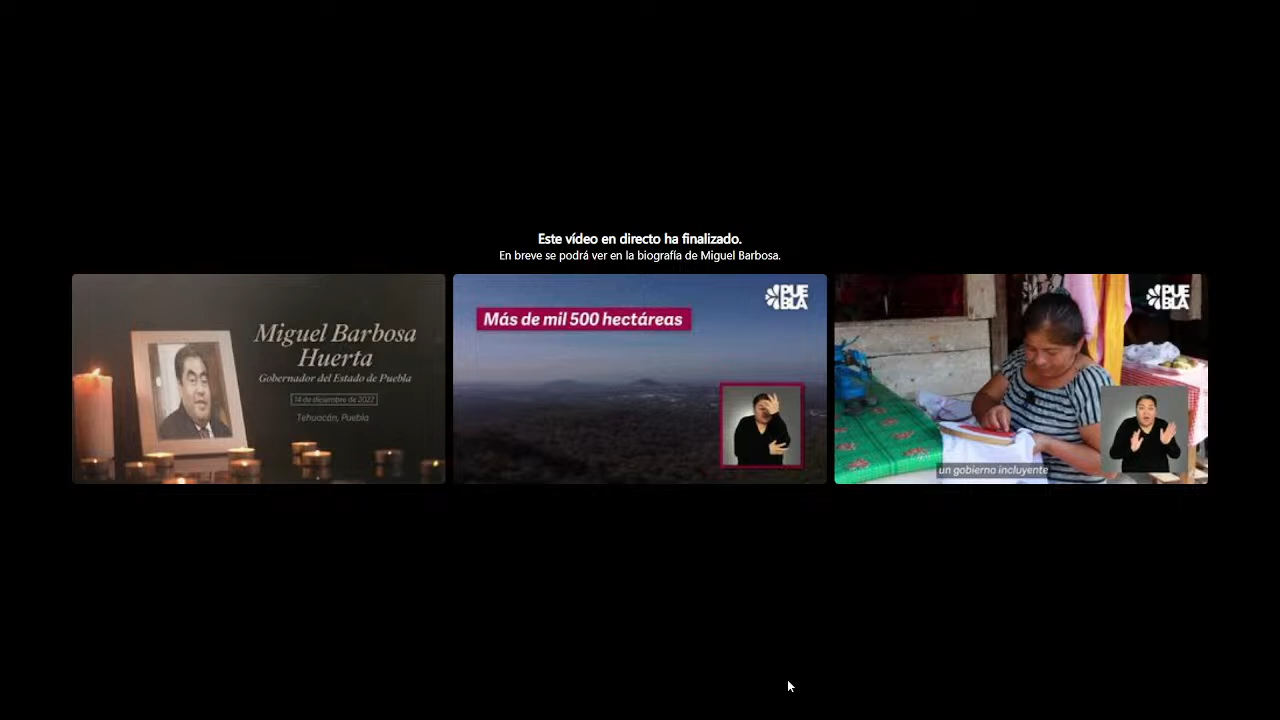 Este vídeo en directo ha finalizado.
En breve se podrá ver en la biografía de Miguel Barbosa.
Miguel Barbosa
Huerta
Gobernador del Estado de Puebla
14 de diciembre de 2022
Tehuacán, Puebla
Más de mil 500 hectáreas
PUE
BLA
PUE
BLA
un gobierno incluyente